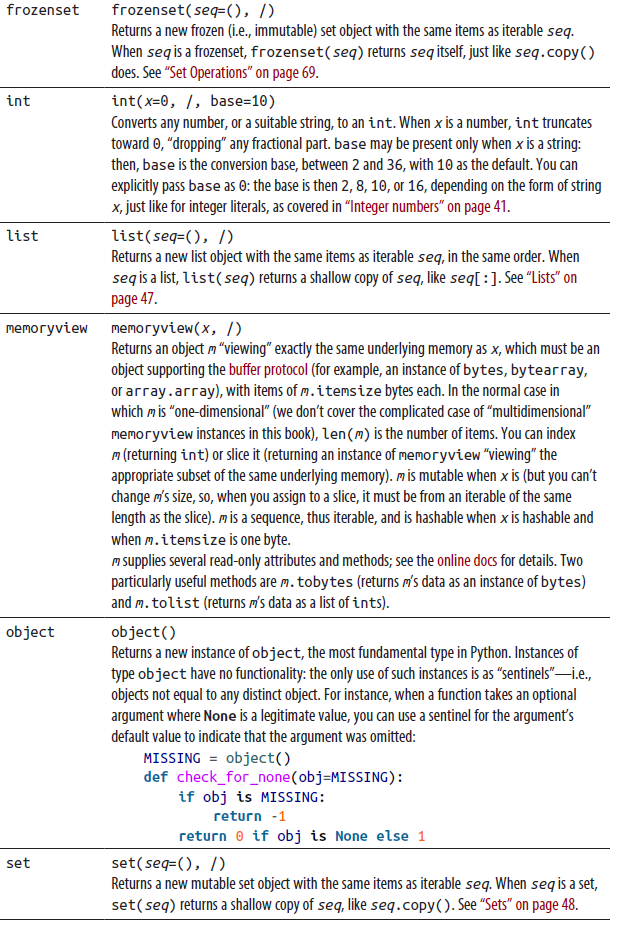 frozenset frozenset(seq=(), /)
Returns a new frozen (i.e., immutable) set object with the same items as iterable seq.
When seq is a frozenset, frozenset(seq) returns seq itself, just like seq.copy()
does. See “Set Operations” on page 69.
int int(x=0, /, base=10)
Converts any number, or a suitable string, to an int. When x is a number, int truncates
toward 0, “dropping” any fractional part. base may be present only when x is a string:
then, base is the conversion base, between 2 and 36, with 10 as the default. You can
explicitly pass base as 0: the base is then 2, 8, 10, or 16, depending on the form of string
x, just like for integer literals, as covered in “Integer numbers” on page 41.
list list(seq=(), /)
Returns a new list object with the same items as iterable seq, in the same order. When
seq is a list, list(seq) returns a shallow copy of seq, like seq[:]. See “Lists” on
page 47.
memoryview memoryview(x, /)
Returns an object m “viewing” exactly the same underlying memory as x, which must be an
object supporting the buffer protocol (for example, an instance of bytes, bytearray,
or array.array), with items of m.itemsize bytes each. In the normal case in
which m is “one-dimensional” (we don’t cover the complicated case of “multidimensional”
memoryview instances in this book), len(m) is the number of items. You can index
m (returning int) or slice it (returning an instance of memoryview “viewing” the
appropriate subset of the same underlying memory). m is mutable when x is (but you can’t
change m’s size, so, when you assign to a slice, it must be from an iterable of the same
length as the slice). m is a sequence, thus iterable, and is hashable when x is hashable and
when m.itemsize is one byte.
m supplies several read-only attributes and methods; see the online docs for details. Two
particularly useful methods are m.tobytes (returns m’s data as an instance of bytes)
and m.tolist (returns m’s data as a list of ints).
object object()
Returns a new instance of object, the most fundamental type in Python. Instances of
type object have no functionality: the only use of such instances is as “sentinels”—i.e.,
objects not equal to any distinct object. For instance, when a function takes an optional
argument where None is a legitimate value, you can use a sentinel for the argument’s
default value to indicate that the argument was omitted:
MISSING = object()
def check_for_none(obj=MISSING):
if obj is MISSING:
return -1
return 0 if obj is None else 1
set set(seq=(), /)
Returns a new mutable set object with the same items as iterable seq. When seq is a set,
set(seq) returns a shallow copy of seq, like seq.copy(). See “Sets” on page 48.